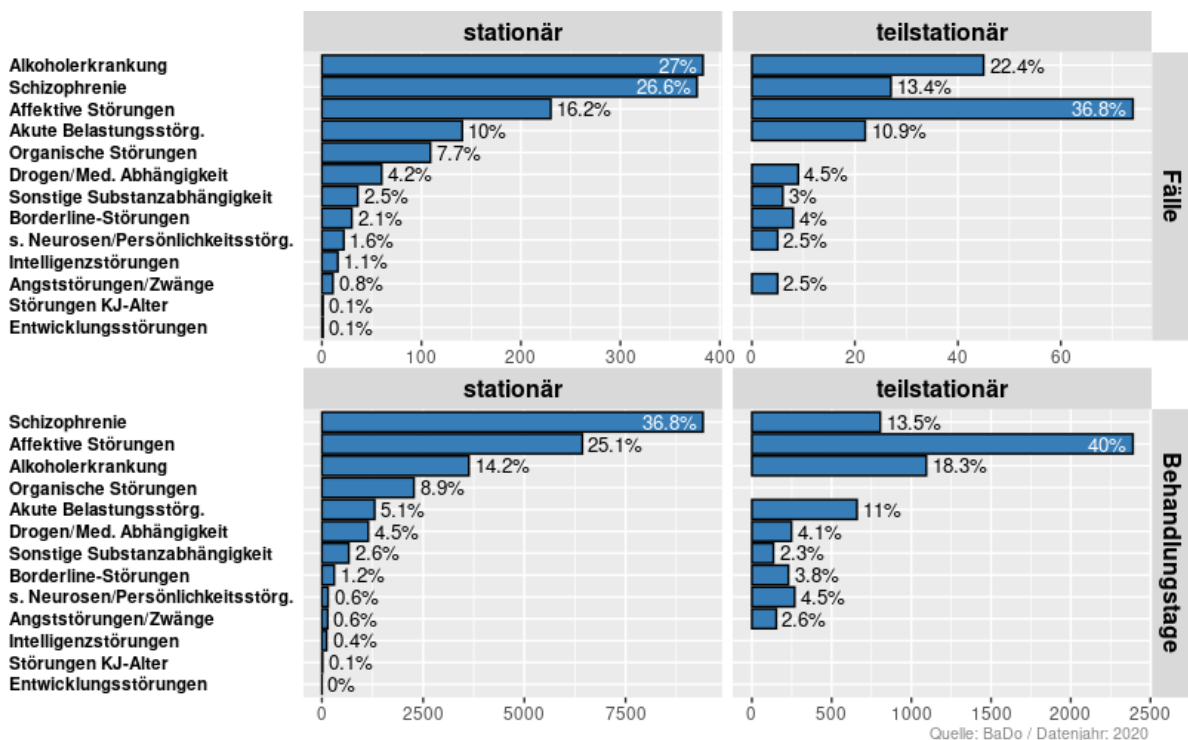 stationär teilstationär
Alkoholerkrankung 27% 22.4%
Schizophrenie 26.6% 13.4%
Affektive Störungen 16.2% 36.8%
Akute Belastungsstörg. 10% 10.9%
Organische Störungen 7.7%
Drogen/Med. Abhängigkeit 4.2% 4.5%
Sonstige Substanzabhängigkeit 2.5% 3%
Borderline-Störungen 2.1% 4%
s. Neurosen/Persönlichkeitsstörg. 1.6% 2.5%
Intelligenzstörungen 1.1%
Angststörungen/Zwänge 0.8% 2.5%
Störungen KJ-Alter 0.1%
Entwicklungsstörungen 0.1%
0 100 200 300 400 0 20 40 60
Fälle
stationär teilstationär
Schizophrenie 36.8% 13.5%
Affektive Störungen 25.1% 40%
Alkoholerkrankung 14.2% 18.3%
Organische Störungen 8.9%
Akute Belastungsstörg. 5.1% 11%
Drogen/Med. Abhängigkeit 4.5% 4.1%
Sonstige Substanzabhängigkeit 2.6% 2.3%
Borderline-Störungen 1.2% 3.8%
s. Neurosen/Persönlichkeitsstörg. 0.6% 4.5%
Angststörungen/Zwänge 0.6% 2.6%
Intelligenzstörungen 0.4%
Störungen KJ-Alter 0.1%
Entwicklungsstörungen 0%
0 2500 5000 7500 0 500 1000 1500 2000 2500
Behandlungstage
Quelle: BaDo / Datenjahr: 2020